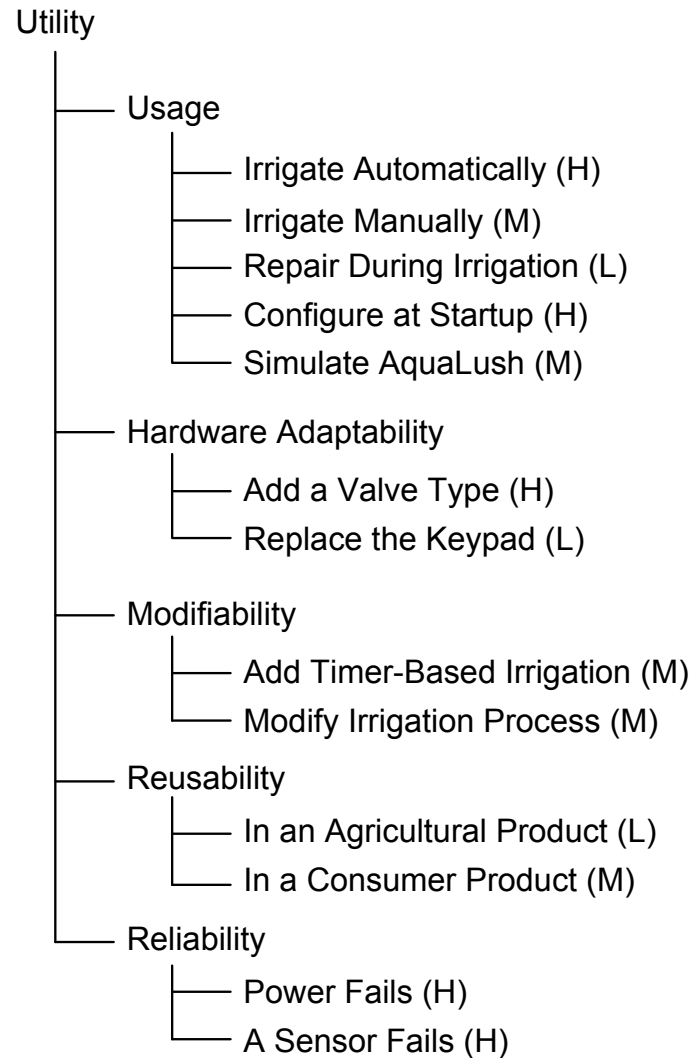 Utility
Usage
Irrigate Automatically (H)
Irrigate Manually (M)
Repair During Irrigation (L)
Configure at Startup (H)
Simulate AquaLush (M)
Hardware Adaptability
Add a Valve Type (H)
Replace the Keypad (L)
Modifiability
Add Timer-Based Irrigation (M)
Modify Irrigation Process (M)
Reusability
In an Agricultural Product (L)
In a Consumer Product (M)
Reliability
Power Fails (H)
A Sensor Fails (H)